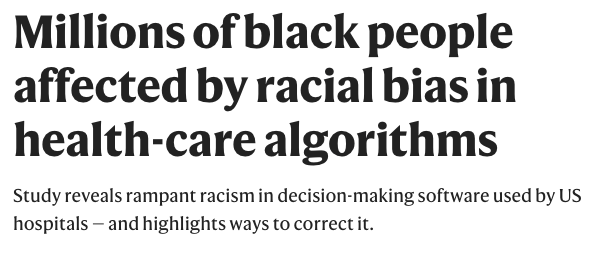 Millions of black people
affected by racial bias in
health-care algorithms
Study reveals rampant racism in decision-making software used by US
hospitals — and highlights ways to correct it.